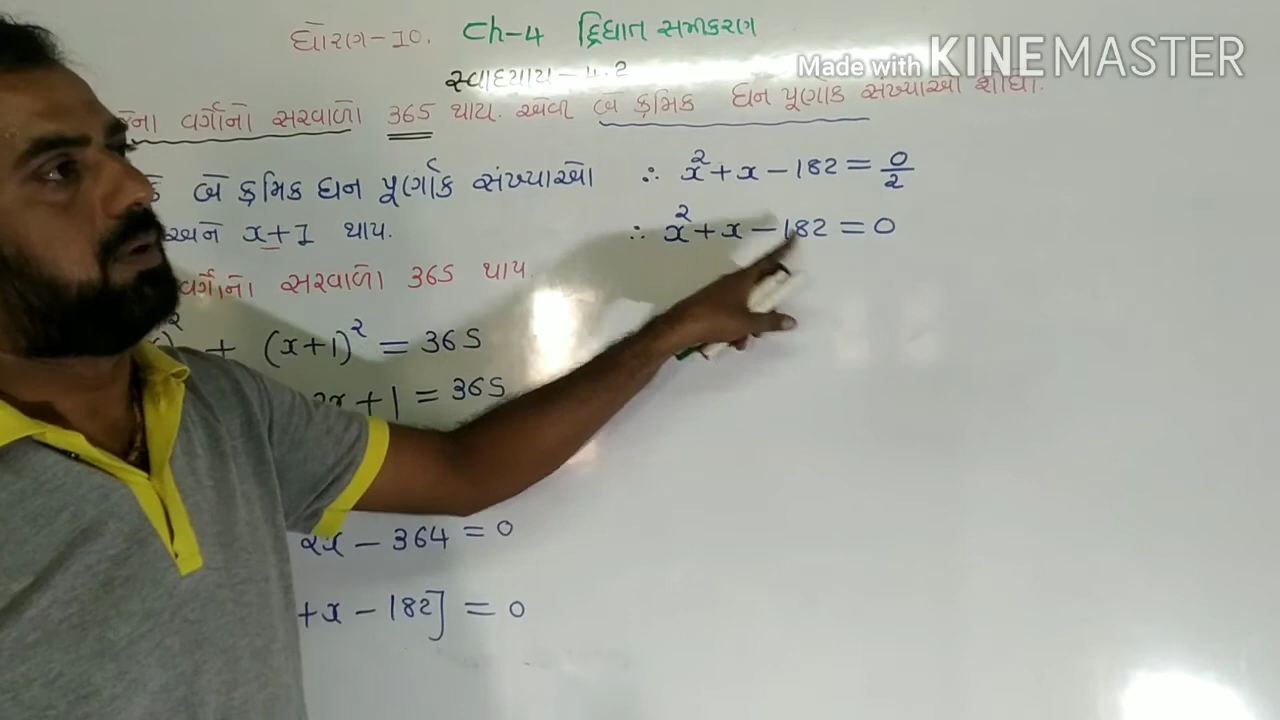 ધોરણ-10. Ch-4 દ્વિઘાત સમીકરણ
Made with KINEMASTER
સ્વાધ્યાય-4.2
વર્ગોનો સરવાળો 365 થાય. એવી બે ક્રમિક ધન પૂર્ણાંક સંખ્યાઓ શોધો.
બે ક્રમિક ધન પૂર્ણાંક સંખ્યાઓ
અને x+1 થાય.
વર્ગોનો સરવાળો 365 થાય.
+ (x+1)² = 365
2x + 1 = 365
2x - 364 = 0
+x - 182] = 0
∴ x²+x-182 = 0/2
∴ x²+x-182 = 0